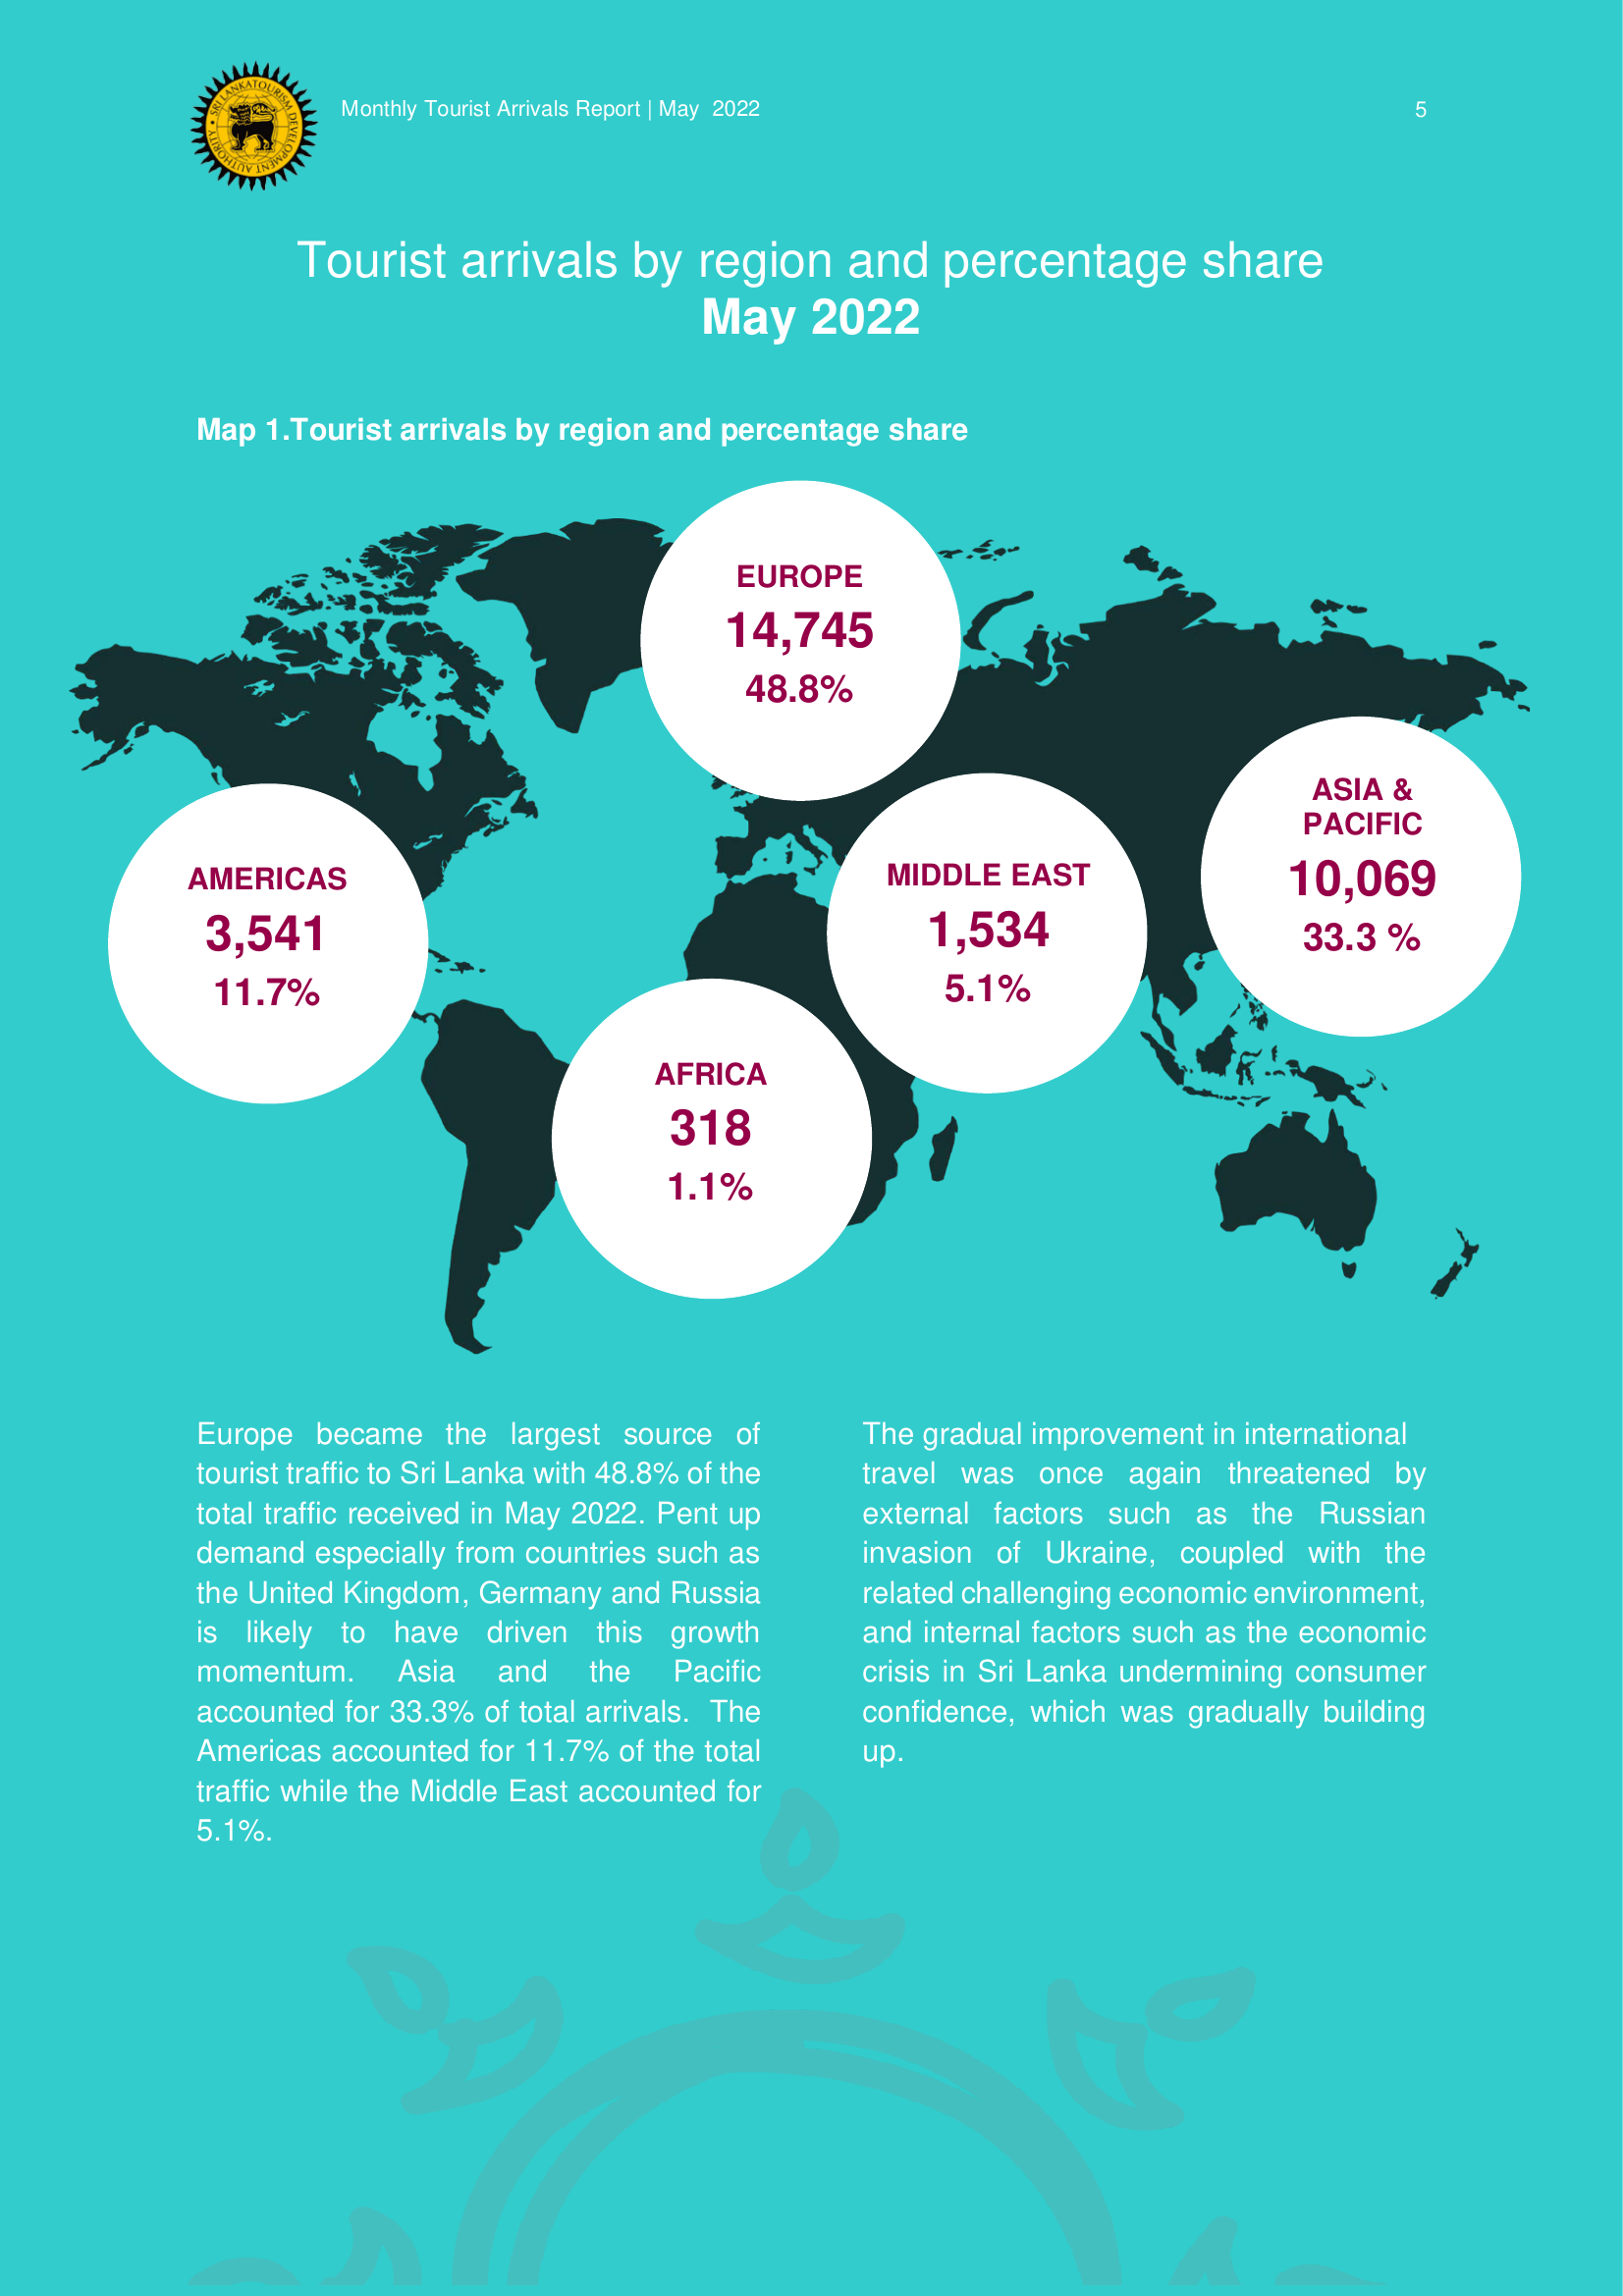 SRI LANKA TOURISM DEVELOPMENT AUTHORITY
Monthly Tourist Arrivals Report | May  2022
5
Tourist arrivals by region and percentage share
May 2022
Map 1.Tourist arrivals by region and percentage share
EUROPE
14,745
48.8%
ASIA &
PACIFIC
10,069
33.3 %
AMERICAS
3,541
11.7%
MIDDLE EAST
1,534
5.1%
AFRICA
318
1.1%
Europe became the largest source of
tourist traffic to Sri Lanka with 48.8% of the
total traffic received in May 2022. Pent up
demand especially from countries such as
the United Kingdom, Germany and Russia
is likely to have driven this growth
momentum. Asia and the Pacific
accounted for 33.3% of total arrivals.  The
Americas accounted for 11.7% of the total
traffic while the Middle East accounted for
5.1%.
The gradual improvement in international
travel was once again threatened by
external factors such as the Russian
invasion of Ukraine, coupled with the
related challenging economic environment,
and internal factors such as the economic
crisis in Sri Lanka undermining consumer
confidence, which was gradually building
up.